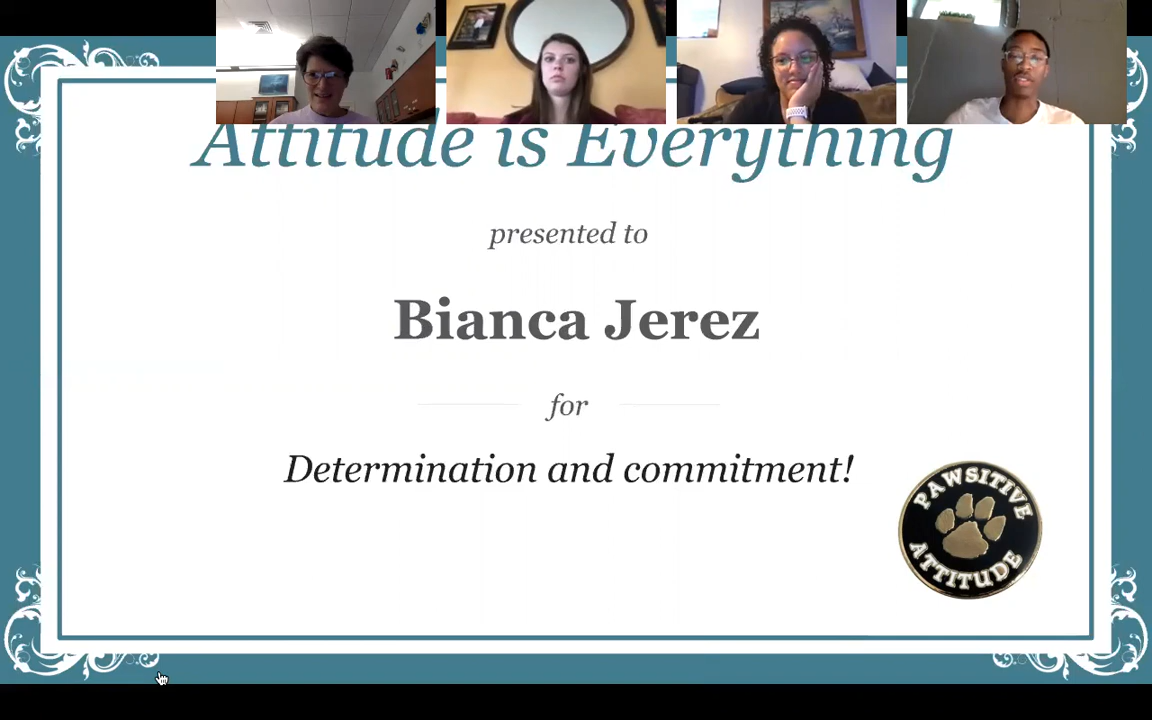 Attitude is Everything
presented to
Bianca Jerez
for
Determination and commitment!
PAWSITIVE
ATTITUDE